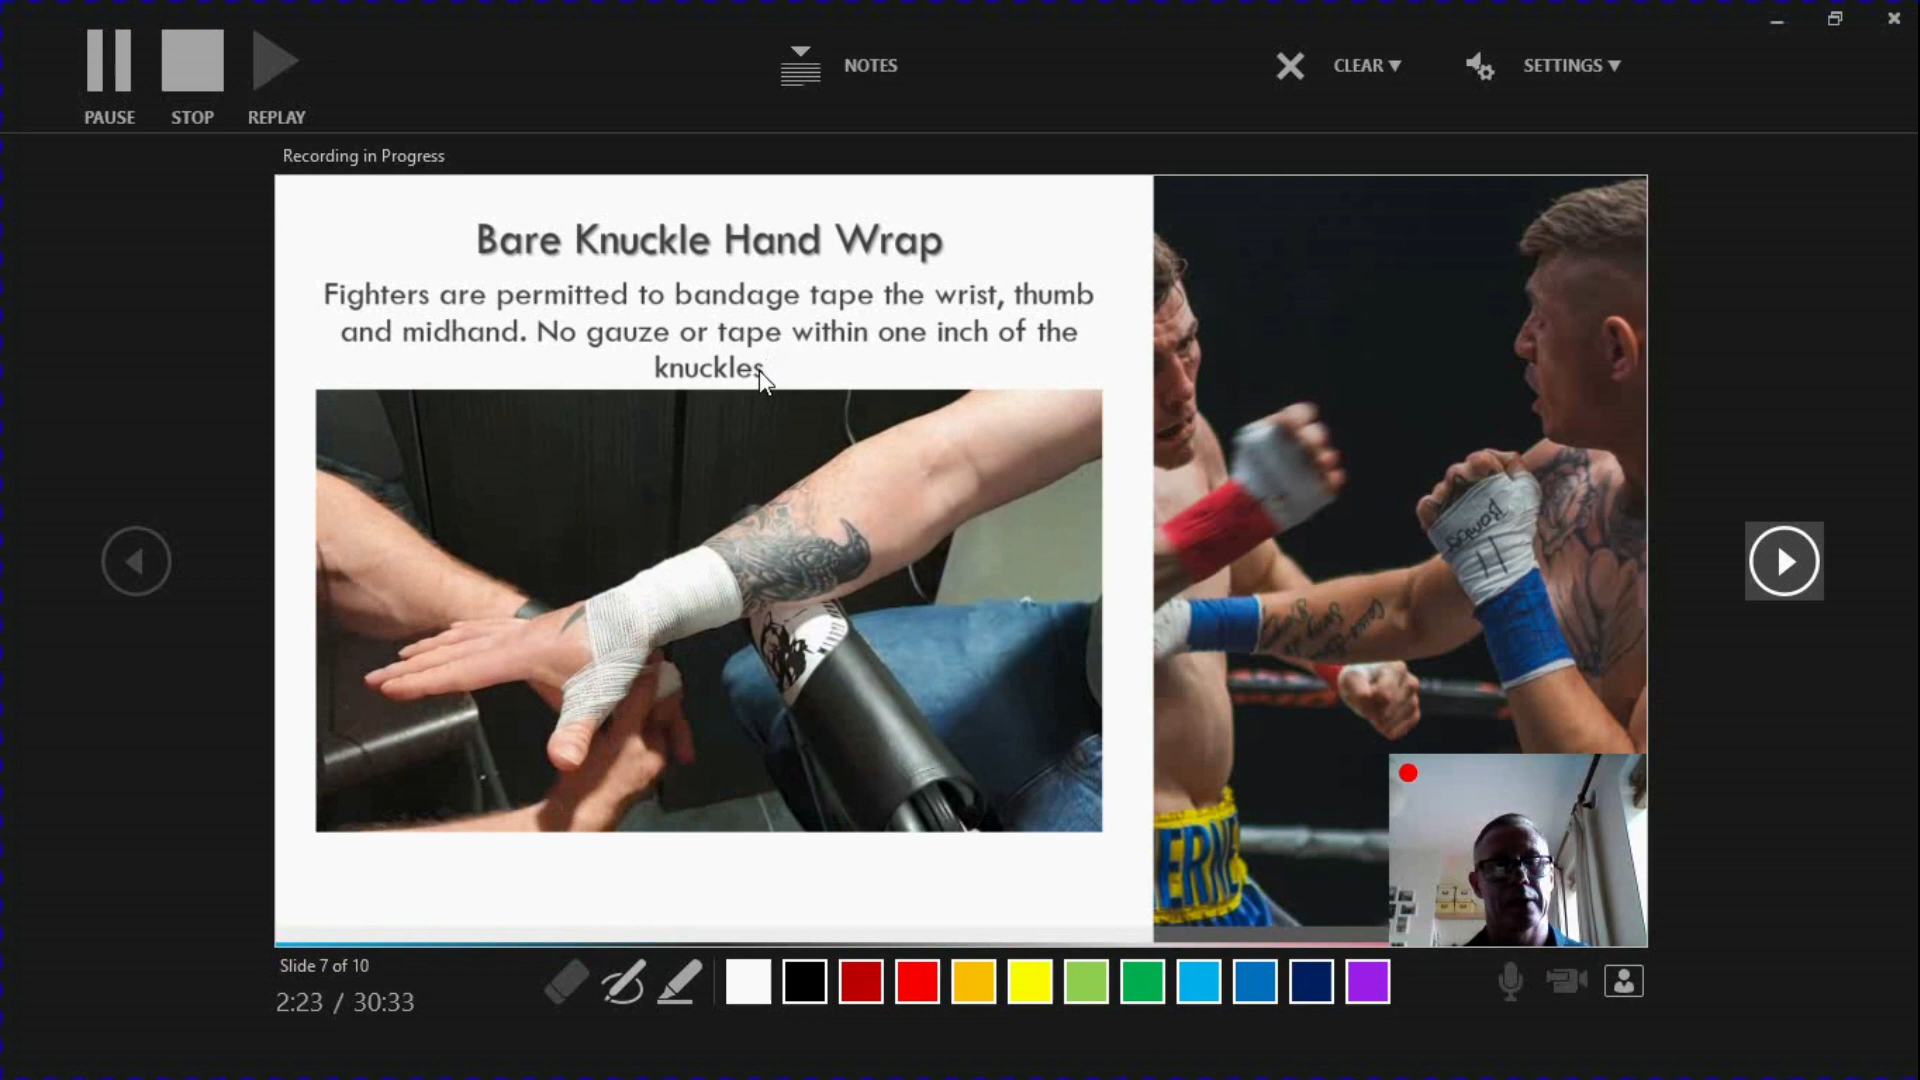 PAUSE
STOP
REPLAY
NOTES
CLEAR
SETTINGS
Recording in Progress
Bare Knuckle Hand Wrap
Fighters are permitted to bandage tape the wrist, thumb
and midhand. No gauze or tape within one inch of the
knuckles
ERNE
Slide 7 of 10
2:23 / 30:33